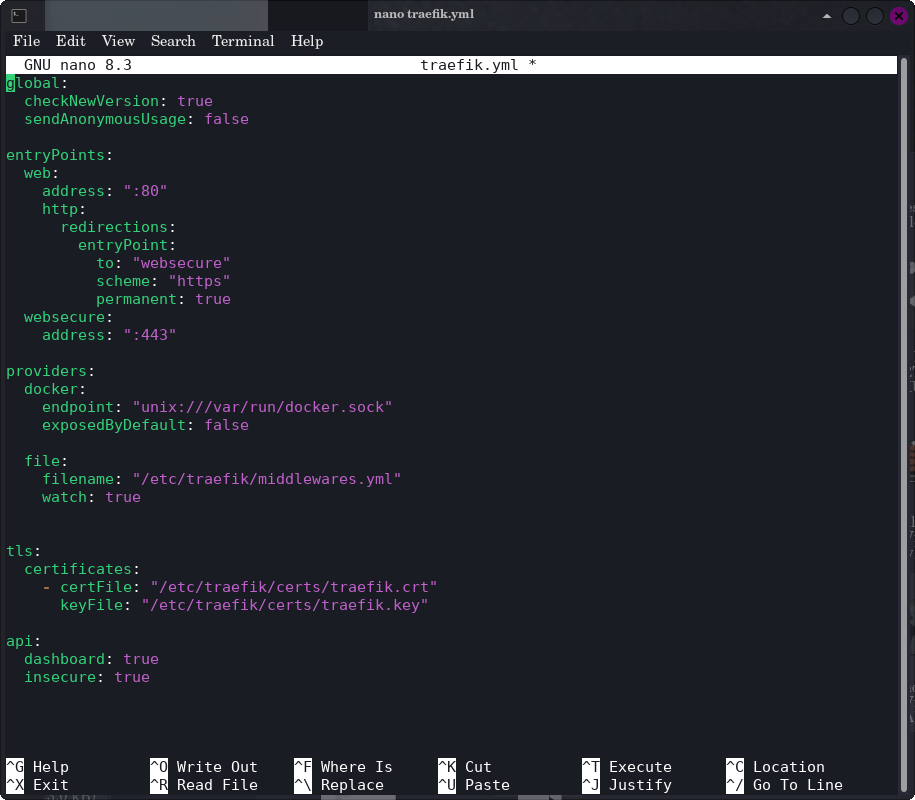 nano traefik.yml
File Edit View Search Terminal Help
GNU nano 8.3 traefik.yml *
global:
  checkNewVersion: true
  sendAnonymousUsage: false

entryPoints:
  web:
    address: ":80"
    http:
      redirections:
        entryPoint:
          to: "websecure"
          scheme: "https"
          permanent: true
  websecure:
    address: ":443"

providers:
  docker:
    endpoint: "unix:///var/run/docker.sock"
    exposedByDefault: false

  file:
    filename: "/etc/traefik/middlewares.yml"
    watch: true

tls:
  certificates:
    - certFile: "/etc/traefik/certs/traefik.crt"
      keyFile: "/etc/traefik/certs/traefik.key"

api:
  dashboard: true
  insecure: true

^G Help ^O Write Out ^F Where Is ^K Cut ^T Execute ^C Location
^X Exit ^R Read File ^\ Replace ^U Paste ^J Justify ^/ Go To Line